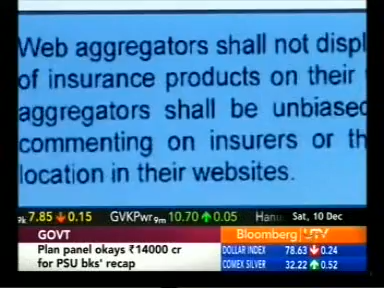 Web aggregators shall not displ
of insurance products on their
aggregators shall be unbiased
commenting on insurers or th
location in their websites.
9k 7.85 0.15 GVKPwr 9m 10.70 0.05 Hanu Sat, 10 Dec
GOVT
Bloomberg UTV
Plan panel okays ₹14000 cr
for PSU bks' recap
DOLLAR INDEX 78.63 0.24
COMEX SILVER 32.22 0.52